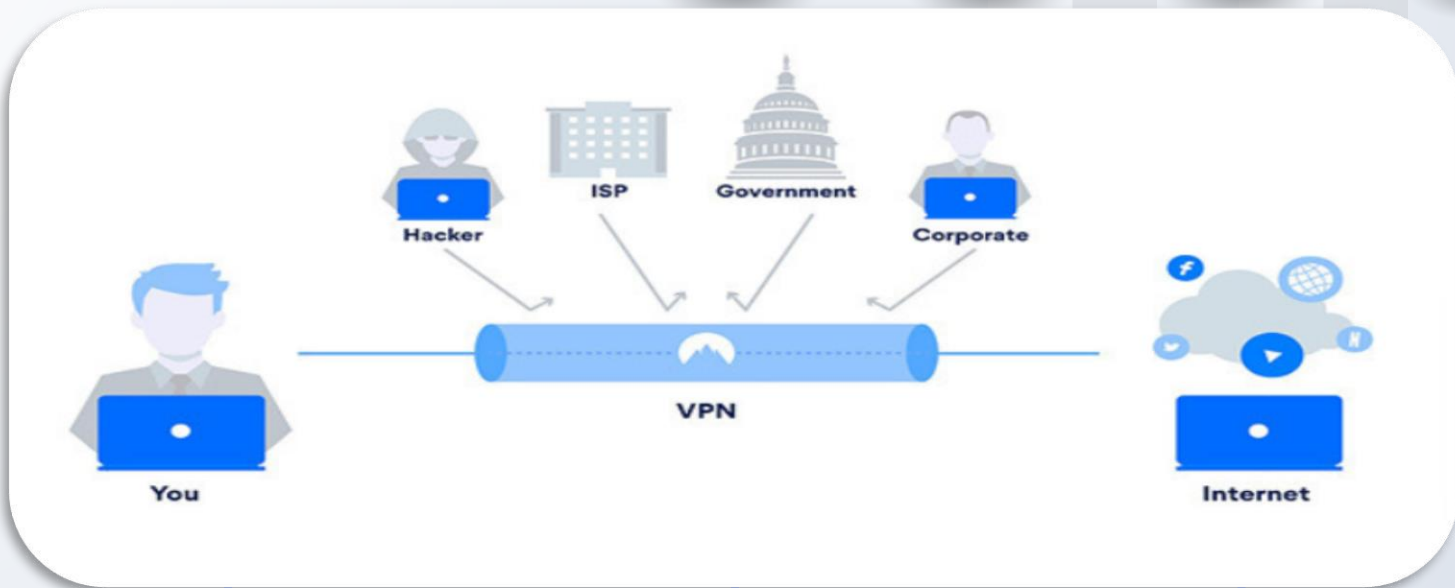 ISP
Government
Hacker
Corporate
VPN
You
Internet